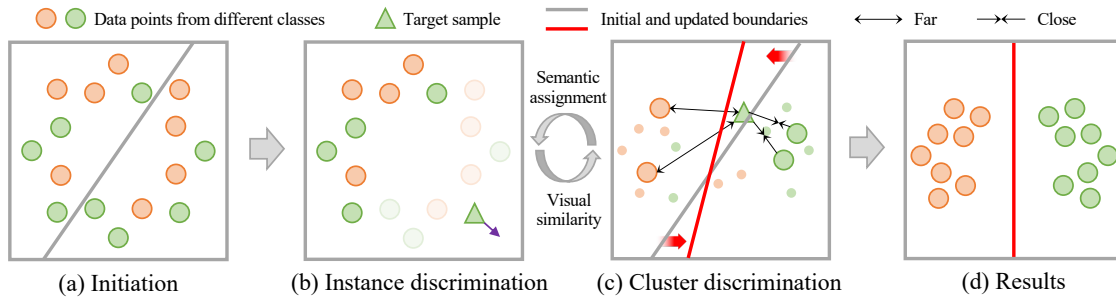 Data points from different classes
Target sample
Initial and updated boundaries
Far
Close
Semantic
assignment
Visual
similarity
(a) Initiation
(b) Instance discrimination
(c) Cluster discrimination
(d) Results